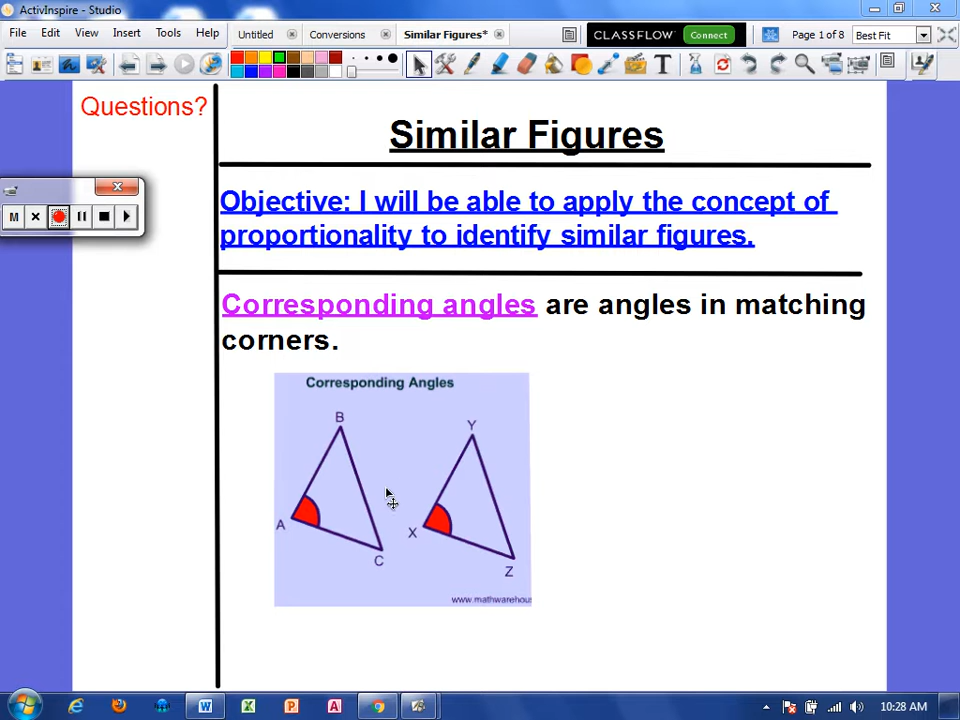 ActivInspire - Studio
File Edit View Insert Tools Help Untitled Conversions Similar Figures* CLASSFLOW Connect Page 1 of 8 Best Fit
Questions?
Similar Figures
M
Objective: I will be able to apply the concept of
proportionality to identify similar figures.
Corresponding angles are angles in matching
corners.
Corresponding Angles
B Y
A X
C Z
www.mathwarehous
10:28 AM